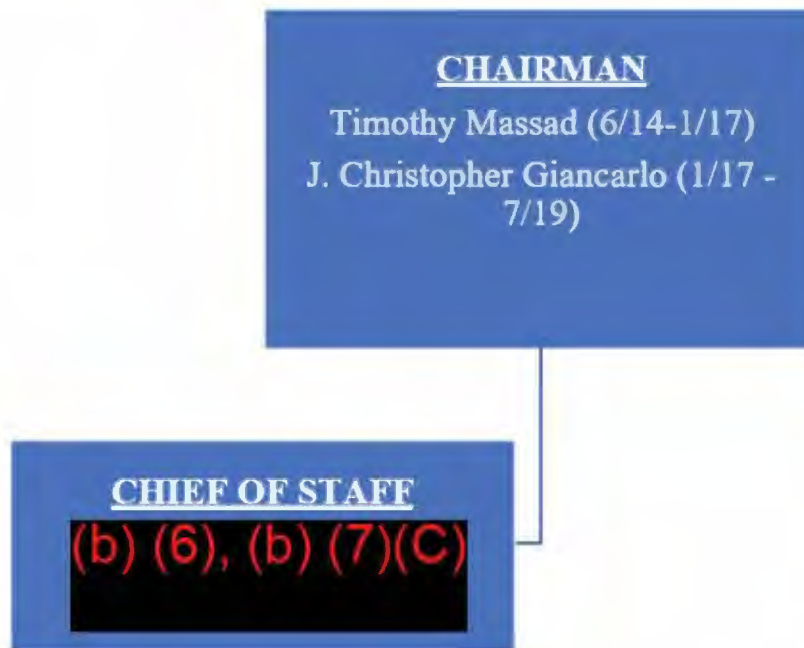 CHAIRMAN
Timothy Massad (6/14-1/17)
J. Christopher Giancarlo (1/17 -
7/19)
CHIEF OF STAFF
(b) (6), (b) (7)(C)